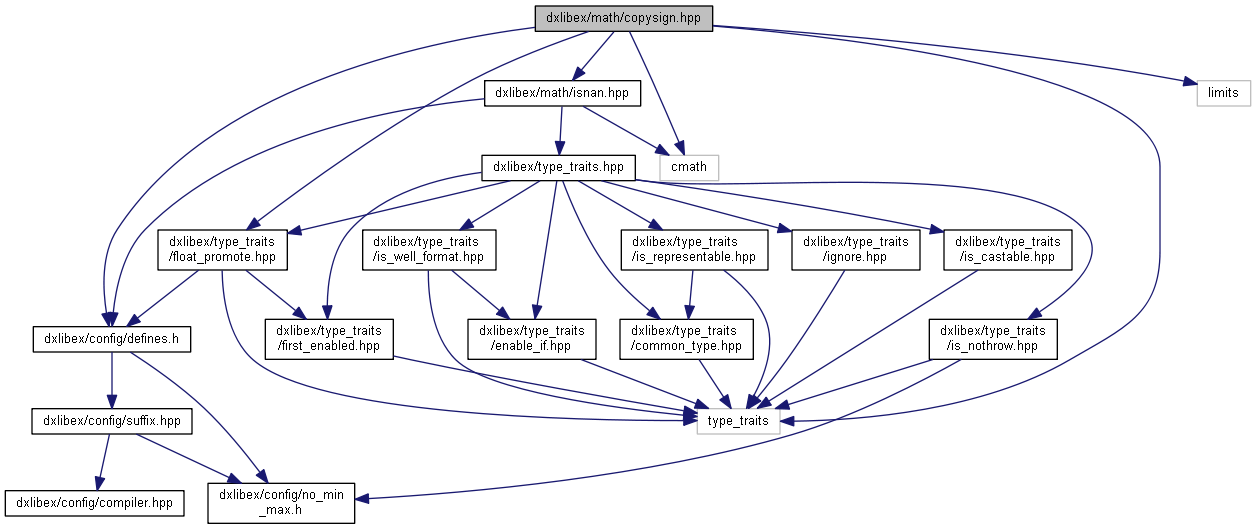 dxlibex/math/copysign.hpp
dxlibex/math/isnan.hpp
limits
dxlibex/type_traits.hpp
cmath
dxlibex/type_traits
/float_promote.hpp
dxlibex/type_traits
/is_well_format.hpp
dxlibex/type_traits
/is_representable.hpp
dxlibex/type_traits
/ignore.hpp
dxlibex/type_traits
/is_castable.hpp
dxlibex/config/defines.h
dxlibex/type_traits
/first_enabled.hpp
dxlibex/type_traits
/enable_if.hpp
dxlibex/type_traits
/common_type.hpp
dxlibex/type_traits
/is_nothrow.hpp
dxlibex/config/suffix.hpp
type_traits
dxlibex/config/compiler.hpp
dxlibex/config/no_min
_max.h